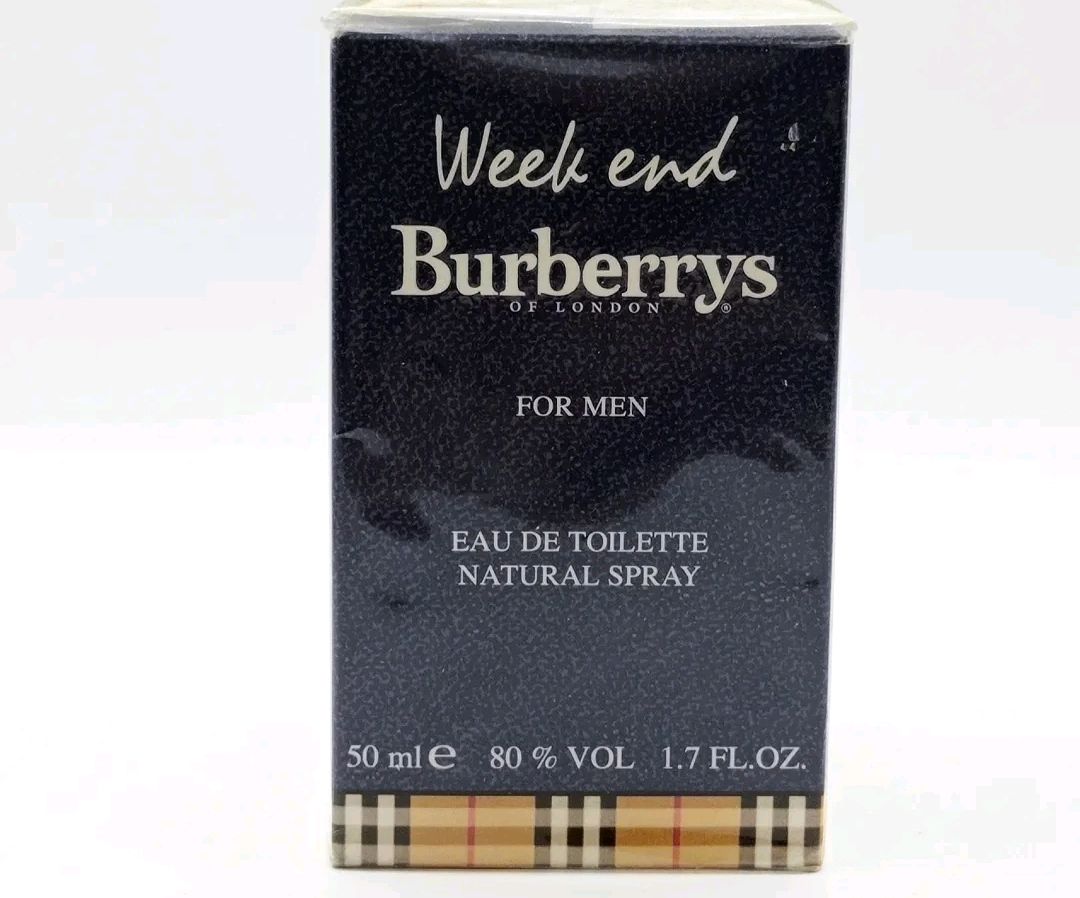 Week end
Burberrys
OF LONDON ®
FOR MEN
EAU DE TOILETTE
NATURAL SPRAY
50 ml e 80 % VOL 1.7 FL.OZ.